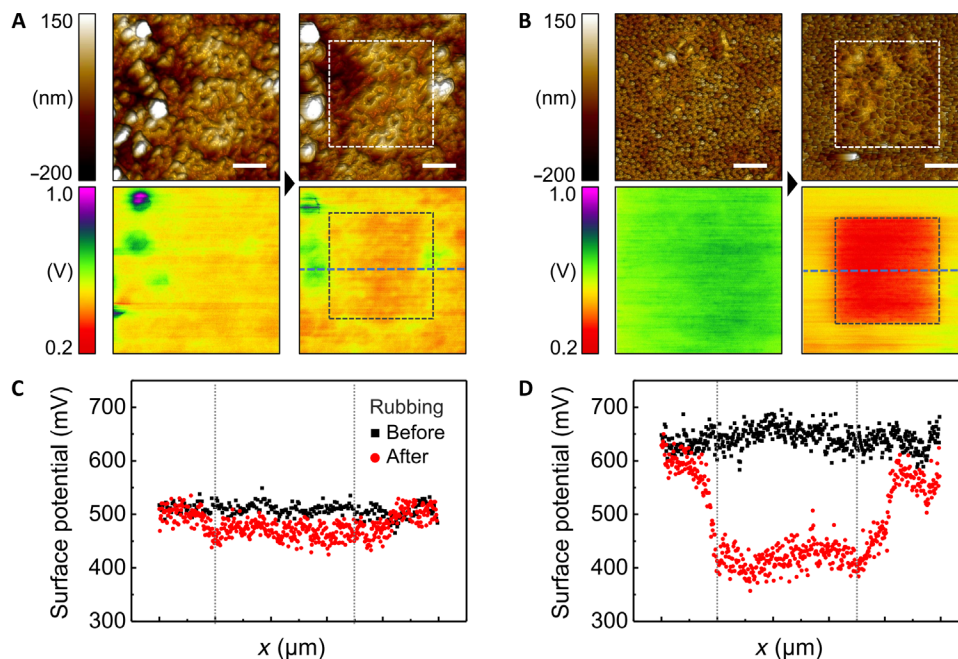 A
150
(nm)
−200
1.0
(V)
0.2
B
150
(nm)
−200
1.0
(V)
0.2
C
Surface potential (mV)
700
600
500
400
300
Rubbing
Before
After
x (µm)
D
Surface potential (mV)
700
600
500
400
300
x (µm)